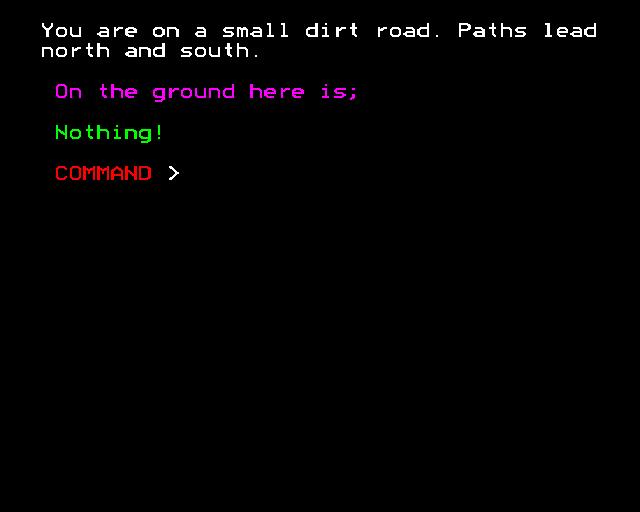 You are on a small dirt road. Paths lead
north and south.
On the ground here is;
Nothing!
COMMAND >